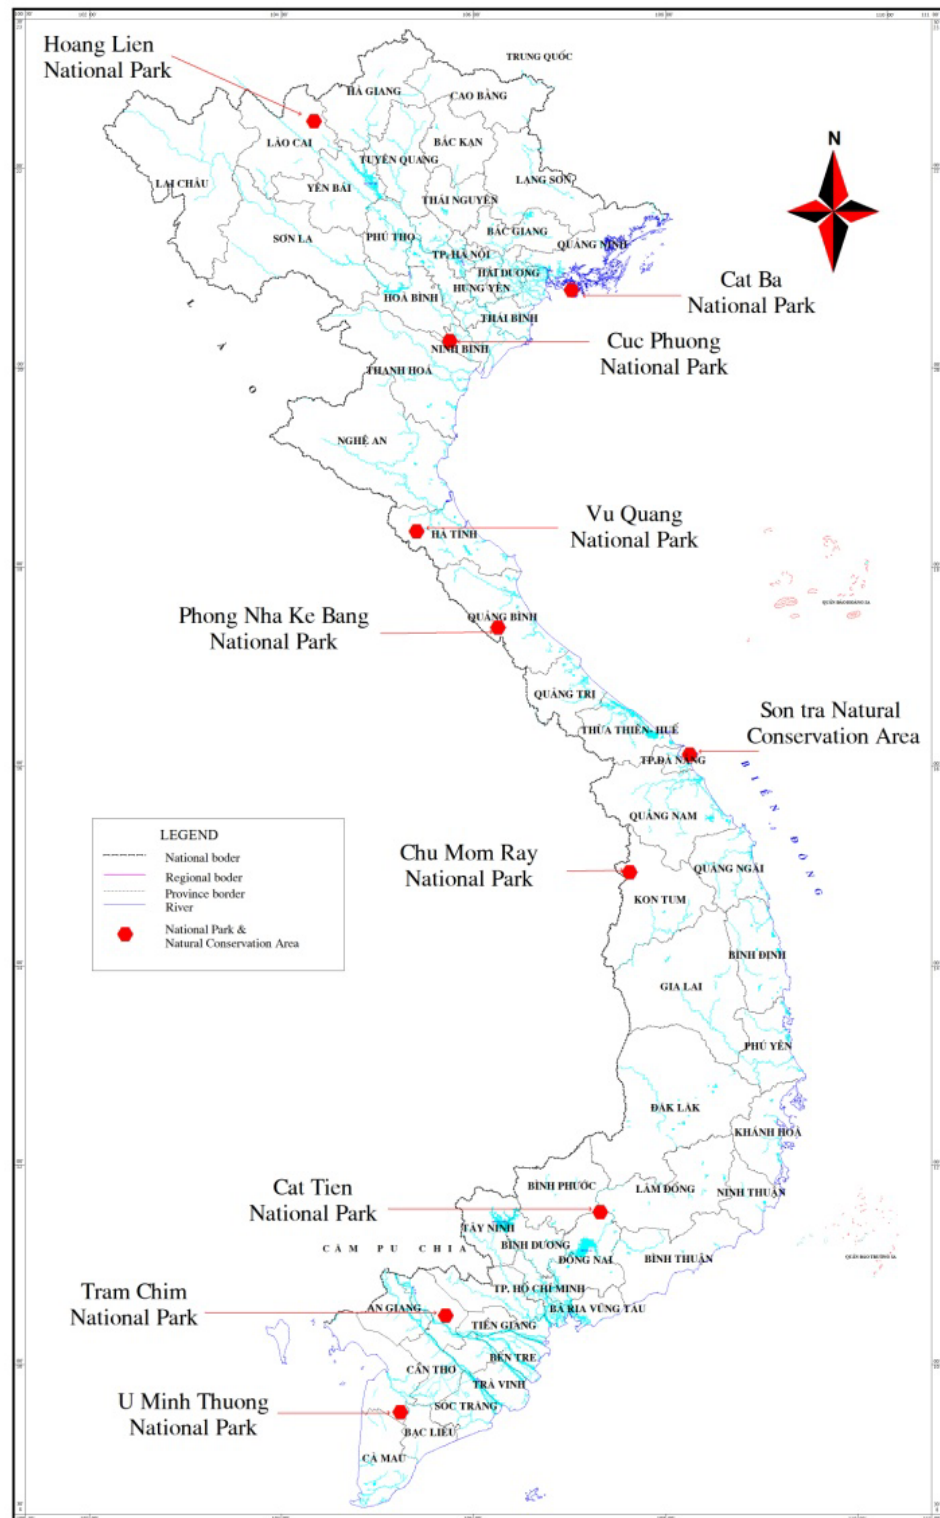 Hoang Lien
National Park
TRUNG QUỐC
HÀ GIANG
CAO BẰNG
LÀO CAI
BẮC KẠN
TUYÊN QUANG
LAI CHÂU
YÊN BÁI
LẠNG SƠN
THÁI NGUYÊN
SƠN LA
PHÚ THỌ
BẮC GIANG
QUẢNG NINH
TP. HÀ NỘI
HẢI DƯƠNG
HƯNG YÊN
HOÀ BÌNH
THÁI BÌNH
NINH BÌNH
N
Cat Ba
National Park
Cuc Phuong
National Park
L A O
THANH HOÁ
NGHỆ AN
Vu Quang
National Park
HÀ TĨNH
Phong Nha Ke Bang
National Park
QUẢNG BÌNH
QUẢNG TRỊ
THỪA THIÊN- HUẾ
Son tra Natural
Conservation Area
TP.ĐÀ NẴNG
BIỂN ĐÔNG
QUẢNG NAM
LEGEND
National boder
Regional boder
Province border
River
National Park &
Natural Conservation Area
Chu Mom Ray
National Park
QUẢNG NGÃI
KON TUM
BÌNH ĐỊNH
GIA LAI
PHÚ YÊN
ĐĂK LĂK
KHÁNH HOÀ
Cat Tien
National Park
BÌNH PHƯỚC
LÂM ĐỒNG
NINH THUẬN
TÂY NINH
BÌNH DƯƠNG
CĂM PU CHIA
ĐỒNG NAI
BÌNH THUẬN
TP. HỒ CHÍ MINH
BÀ RỊA VŨNG TÀU
Tram Chim
National Park
AN GIANG
TIỀN GIANG
BẾN TRE
CẦN THƠ
TRÀ VINH
U Minh Thuong
National Park
SÓC TRĂNG
BẠC LIÊU
CÀ MAU